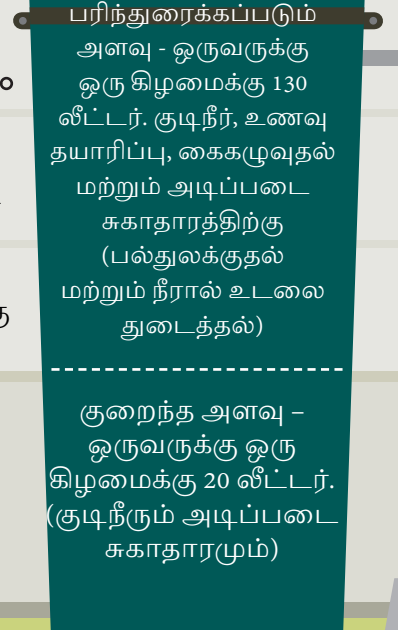 பரிந்துரைக்கப்படும்
அளவு - ஒருவருக்கு
ஒரு கிழமைக்கு 130
லீட்டர். குடிநீர், உணவு
தயாரிப்பு, கைகழுவுதல்
மற்றும் அடிப்படை
சுகாதாரத்திற்கு
(பல்துலக்குதல்
மற்றும் நீரால் உடலை
துடைத்தல்)
குறைந்த அளவு –
ஒருவருக்கு ஒரு
கிழமைக்கு 20 லீட்டர்.
(குடிநீரும் அடிப்படை
சுகாதாரமும்)